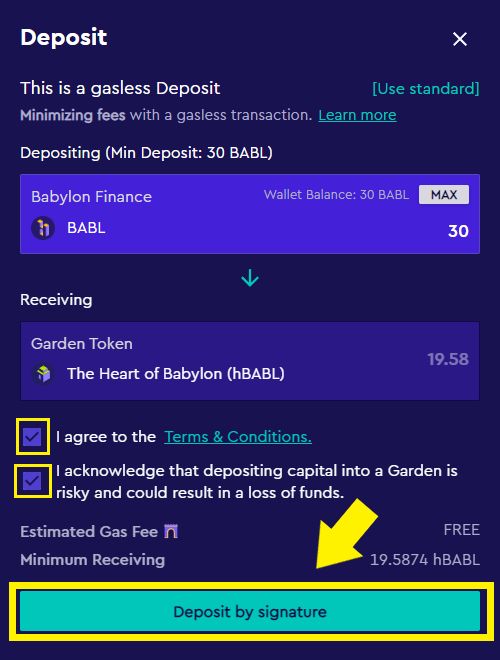 Deposit
This is a gasless Deposit [Use standard]
Minimizing fees with a gasless transaction. Learn more
Depositing (Min Deposit: 30 BABL)
Babylon Finance Wallet Balance: 30 BABL MAX
BABL 30
Receiving
Garden Token
The Heart of Babylon (hBABL) 19.58
I agree to the Terms & Conditions.
I acknowledge that depositing capital into a Garden is
risky and could result in a loss of funds.
Estimated Gas Fee FREE
Minimum Receiving 19.5874 hBABL
Deposit by signature